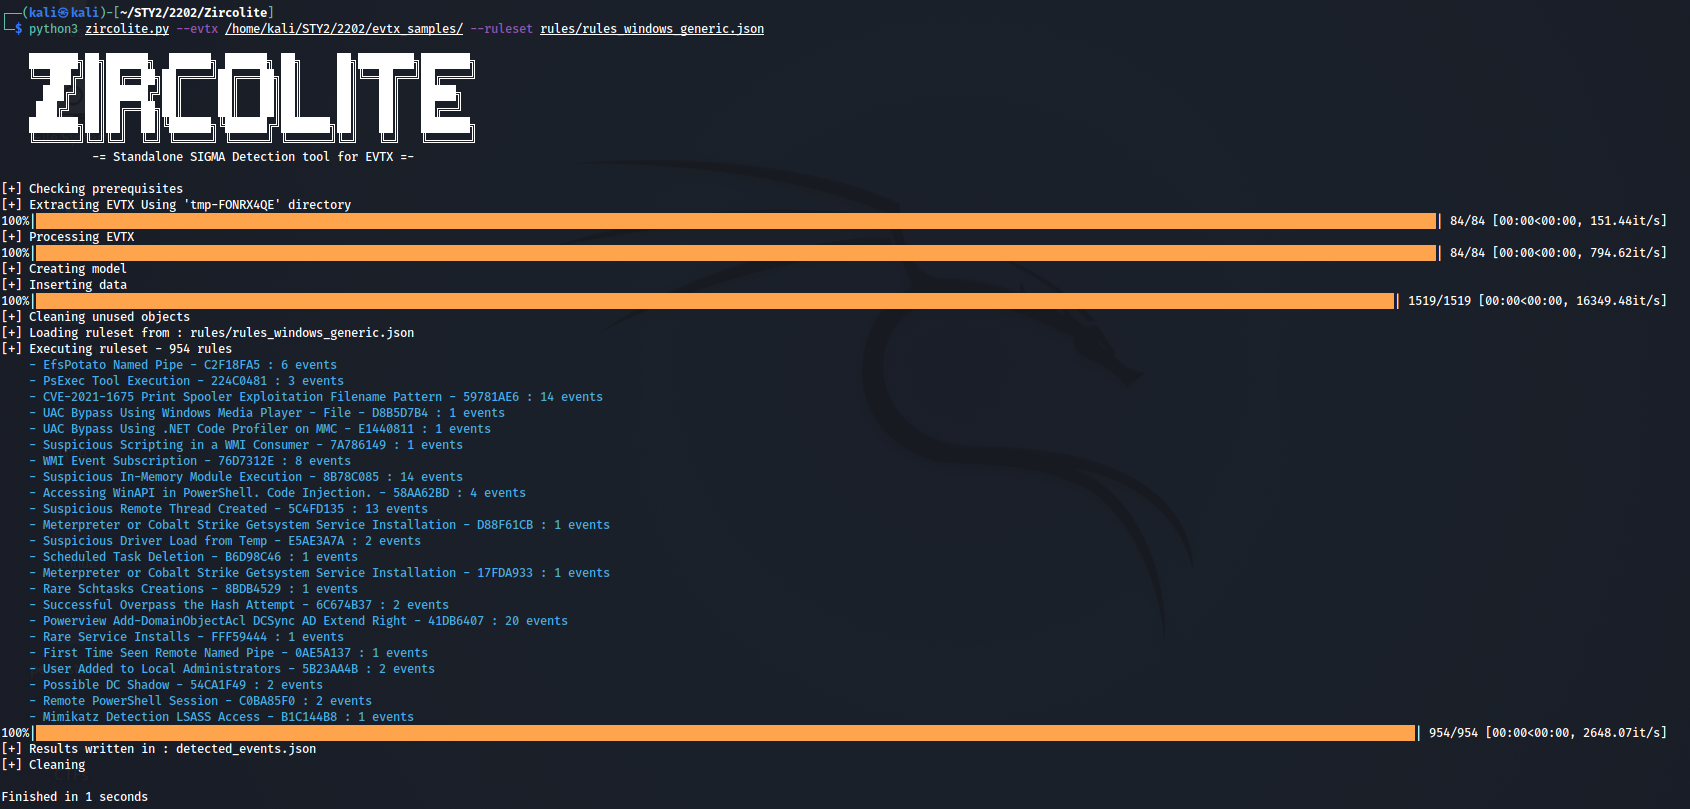 ┌──(kali㉿kali)-[~/STY2/2202/Zircolite]
└─$ python3 zircolite.py --evtx /home/kali/STY2/2202/evtx_samples/ --ruleset rules/rules_windows_generic.json
ZIRCOLITE
-= Standalone SIGMA Detection tool for EVTX =-
[+] Checking prerequisites
[+] Extracting EVTX Using 'tmp-FONRX4QE' directory
100%| | 84/84 [00:00<00:00, 151.44it/s]
[+] Processing EVTX
100%| | 84/84 [00:00<00:00, 794.62it/s]
[+] Creating model
[+] Inserting data
100%| | 1519/1519 [00:00<00:00, 16349.48it/s]
[+] Cleaning unused objects
[+] Loading ruleset from : rules/rules_windows_generic.json
[+] Executing ruleset - 954 rules
- EfsPotato Named Pipe - C2F18FA5 : 6 events
- PsExec Tool Execution - 224C0481 : 3 events
- CVE-2021-1675 Print Spooler Exploitation Filename Pattern - 59781AE6 : 14 events
- UAC Bypass Using Windows Media Player - File - D8B5D7B4 : 1 events
- UAC Bypass Using .NET Code Profiler on MMC - E1440811 : 1 events
- Suspicious Scripting in a WMI Consumer - 7A786149 : 1 events
- WMI Event Subscription - 76D7312E : 8 events
- Suspicious In-Memory Module Execution - 8B78C085 : 14 events
- Accessing WinAPI in PowerShell. Code Injection. - 58AA62BD : 4 events
- Suspicious Remote Thread Created - 5C4FD135 : 13 events
- Meterpreter or Cobalt Strike Getsystem Service Installation - D88F61CB : 1 events
- Suspicious Driver Load from Temp - E5AE3A7A : 2 events
- Scheduled Task Deletion - B6D98C46 : 1 events
- Meterpreter or Cobalt Strike Getsystem Service Installation - 17FDA933 : 1 events
- Rare Schtasks Creations - 8BDB4529 : 1 events
- Successful Overpass the Hash Attempt - 6C674B37 : 2 events
- Powerview Add-DomainObjectAcl DCSync AD Extend Right - 41DB6407 : 20 events
- Rare Service Installs - FFF59444 : 1 events
- First Time Seen Remote Named Pipe - 0AE5A137 : 1 events
- User Added to Local Administrators - 5B23AA4B : 2 events
- Possible DC Shadow - 54CA1F49 : 2 events
- Remote PowerShell Session - C0BA85F0 : 2 events
- Mimikatz Detection LSASS Access - B1C144B8 : 1 events
100%| | 954/954 [00:00<00:00, 2648.07it/s]
[+] Results written in : detected_events.json
[+] Cleaning
Finished in 1 seconds